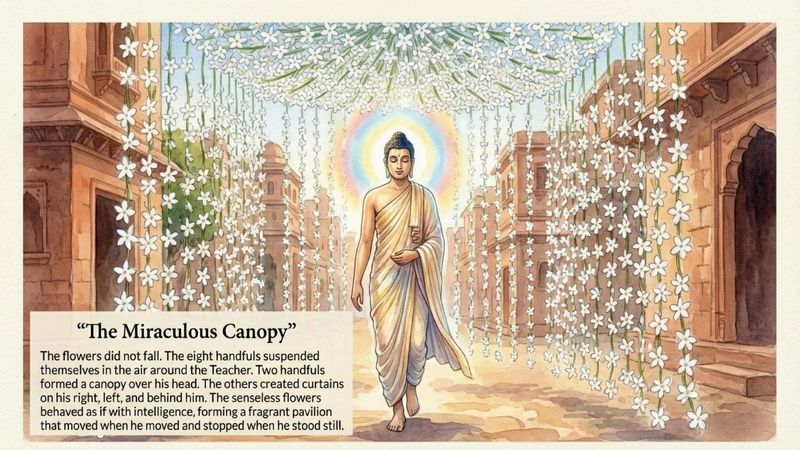 “The Miraculous Canopy”
The flowers did not fall. The eight handfuls suspended
themselves in the air around the Teacher. Two handfuls
formed a canopy over his head. The others created curtains
on his right, left, and behind him. The senseless flowers
behaved as if with intelligence, forming a fragrant pavilion
that moved when he moved and stopped when he stood still.